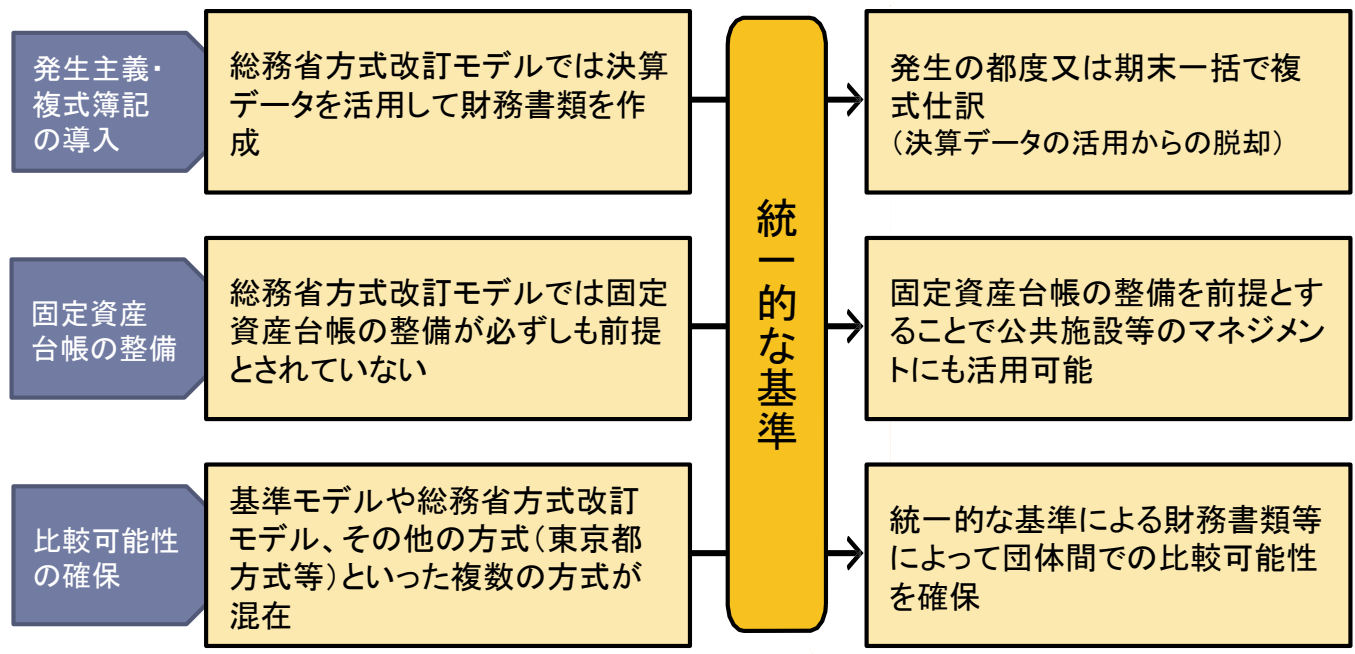 発生主義・
複式簿記
の導入
総務省方式改訂モデルでは決算
データを活用して財務書類を作
成
発生の都度又は期末一括で複
式仕訳
（決算データの活用からの脱却）
統一的な基準
固定資産
台帳の整備
総務省方式改訂モデルでは固定
資産台帳の整備が必ずしも前提
とされていない
固定資産台帳の整備を前提とす
ることで公共施設等のマネジメン
トにも活用可能
比較可能性
の確保
基準モデルや総務省方式改訂
モデル、その他の方式（東京都
方式等）といった複数の方式が
混在
統一的な基準による財務書類等
によって団体間での比較可能性
を確保